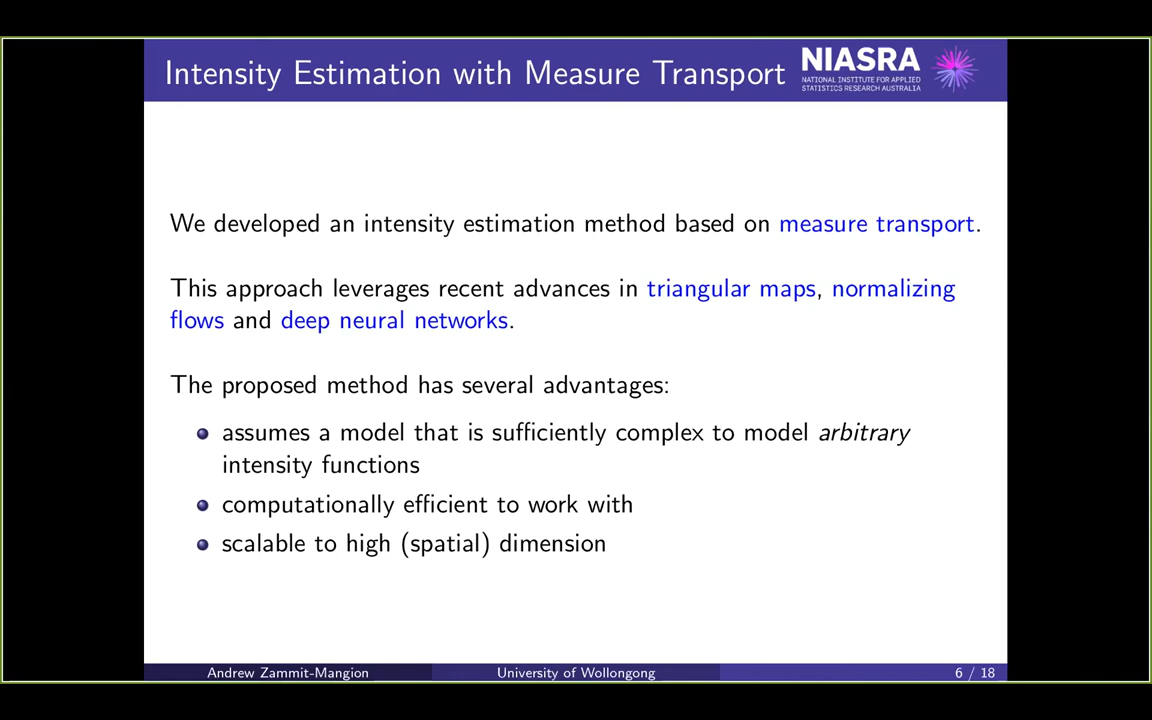 Intensity Estimation with Measure Transport
NIASRA
NATIONAL INSTITUTE FOR APPLIED
STATISTICS RESEARCH AUSTRALIA
We developed an intensity estimation method based on measure transport.
This approach leverages recent advances in triangular maps, normalizing
flows and deep neural networks.
The proposed method has several advantages:
assumes a model that is sufficiently complex to model arbitrary
intensity functions
computationally efficient to work with
scalable to high (spatial) dimension
Andrew Zammit-Mangion
University of Wollongong
6 / 18